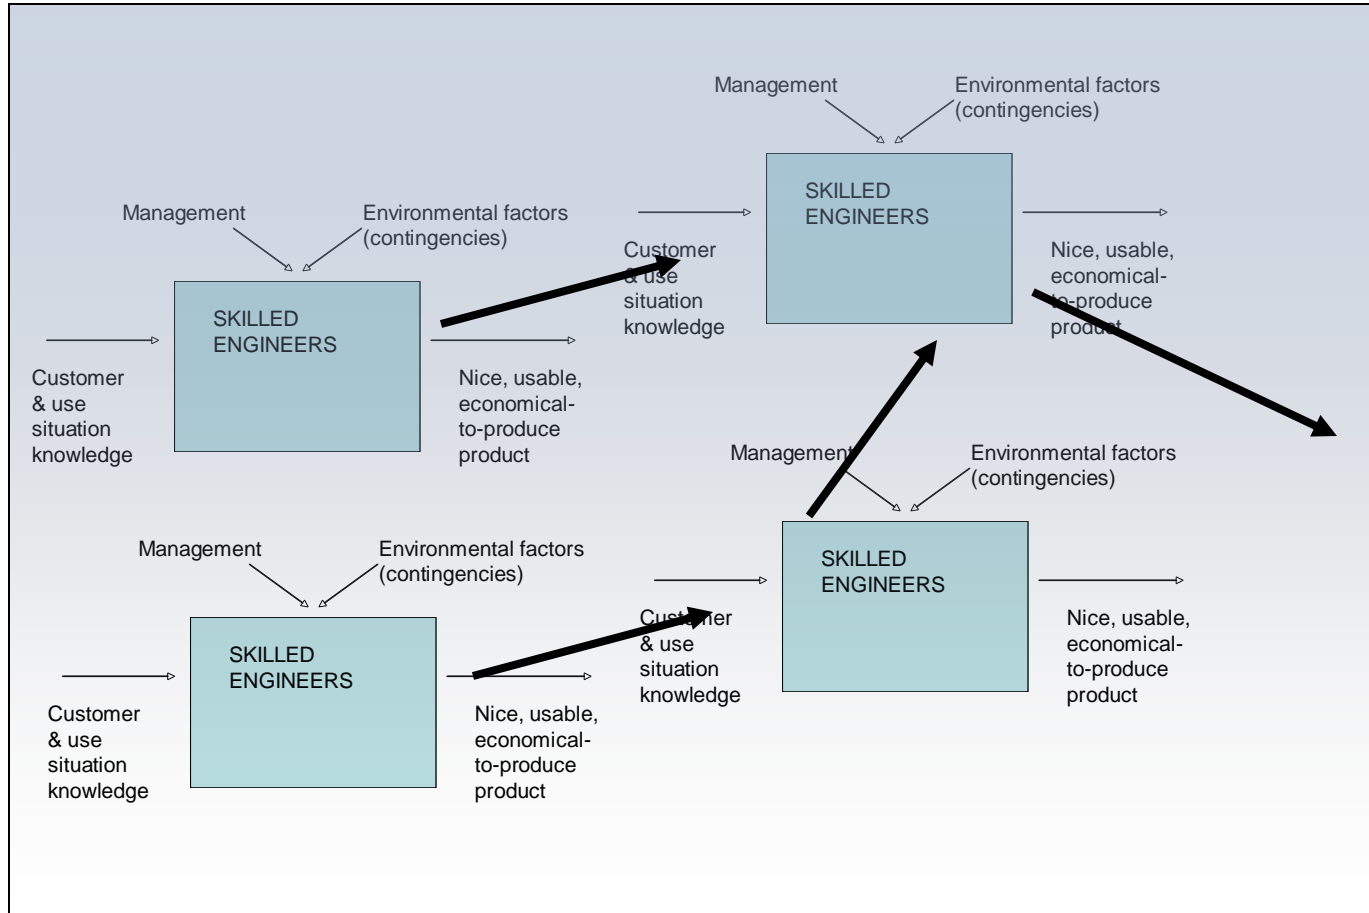 Management
Environmental factors
(contingencies)
SKILLED
ENGINEERS
Customer
& use
situation
knowledge
Nice, usable,
economical-
to-produce
product
Management
Environmental factors
(contingencies)
SKILLED
ENGINEERS
Customer
& use
situation
knowledge
Nice, usable,
economical-
to-produce
product
Management
Environmental factors
(contingencies)
SKILLED
ENGINEERS
Customer
& use
situation
knowledge
Nice, usable,
economical-
to-produce
product
Management
Environmental factors
(contingencies)
SKILLED
ENGINEERS
Customer
& use
situation
knowledge
Nice, usable,
economical-
to-produce
product